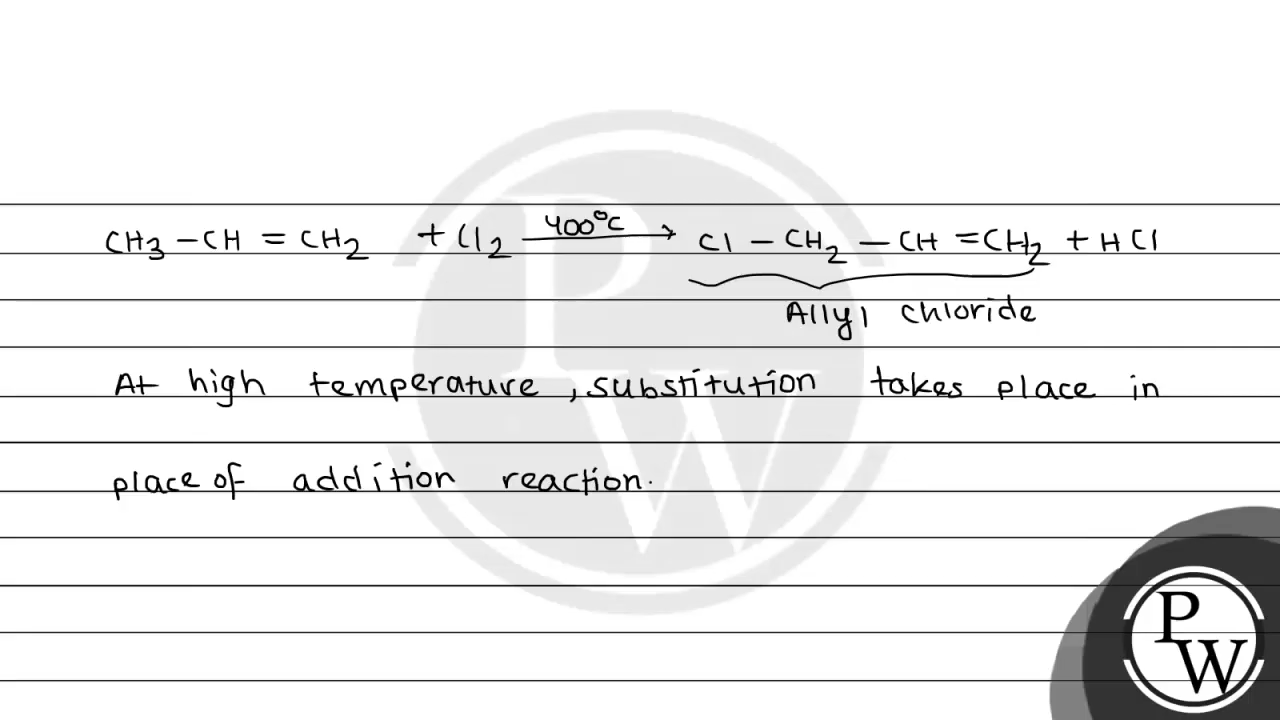 CH3 – CH = CH2 + Cl2 400°C → Cl – CH2 – CH = CH2 + HCl
Allyl chloride
At high temperature, substitution takes place in
place of addition reaction.
P
W
P
W